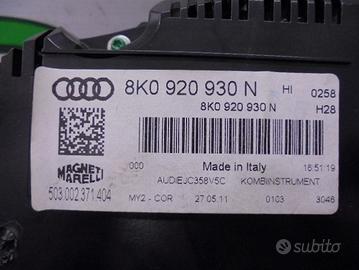 8K0 920 930 N HI 0258
8K0 920 930 N H28
MAGNETI MARELLI
503.002.371.404
000 Made in Italy 16:51:19
AUDIEJC358V5C KOMBIINSTRUMENT
MY2 - COR 27.05.11 0103 3046
subito